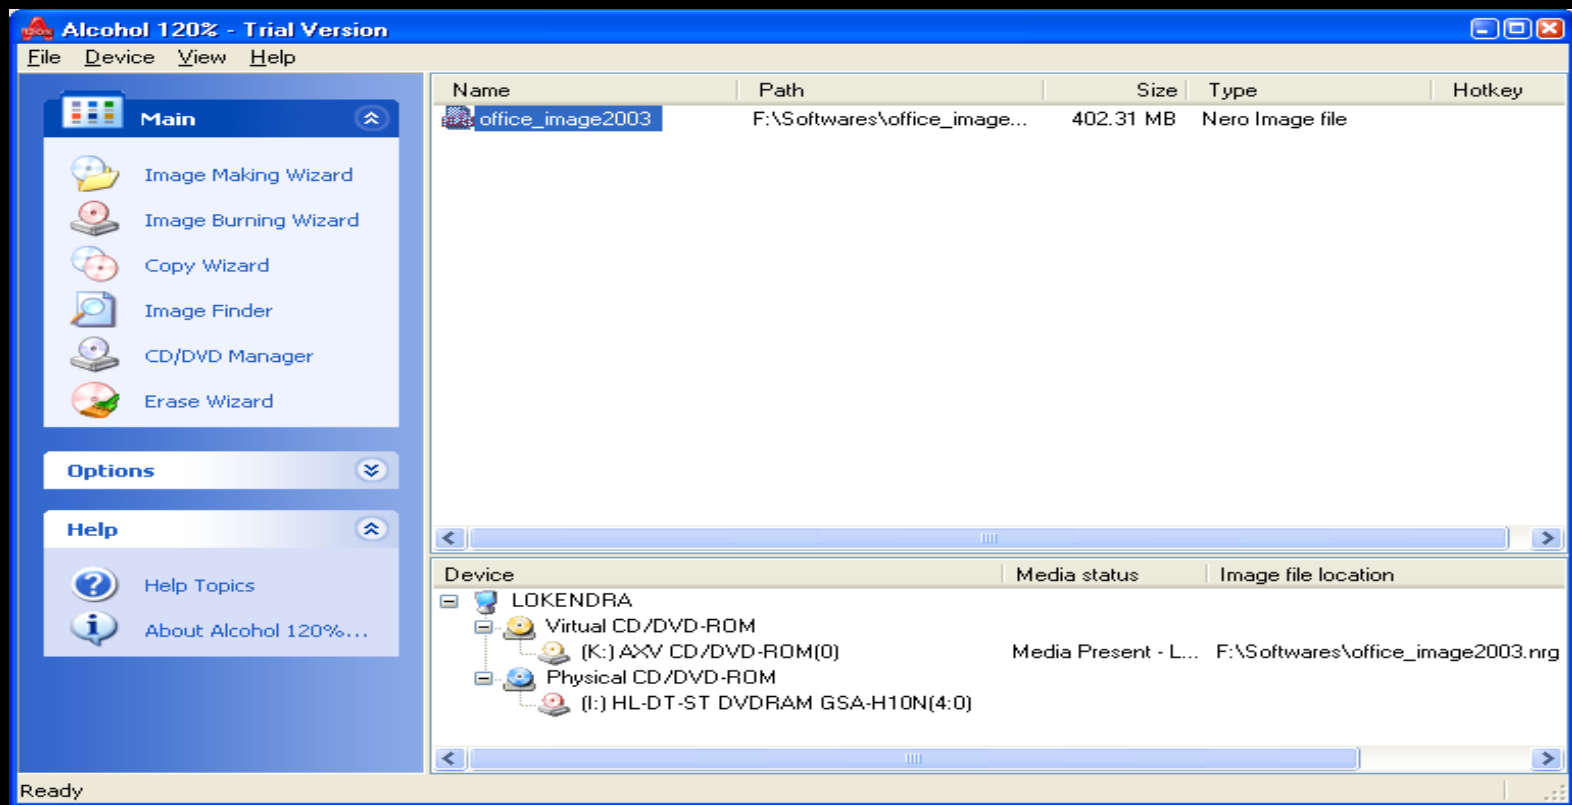 Alcohol 120% - Trial Version
File Device View Help
Main
Image Making Wizard
Image Burning Wizard
Copy Wizard
Image Finder
CD/DVD Manager
Erase Wizard
Options
Help
Help Topics
About Alcohol 120%...
Name Path Size Type Hotkey
office_image2003 F:\Softwares\office_image... 402.31 MB Nero Image file
Device Media status Image file location
LOKENDRA
Virtual CD/DVD-ROM
(K:) AXV CD/DVD-ROM(0) Media Present - L... F:\Softwares\office_image2003.nrg
Physical CD/DVD-ROM
(I:) HL-DT-ST DVDRAM GSA-H10N(4:0)
Ready